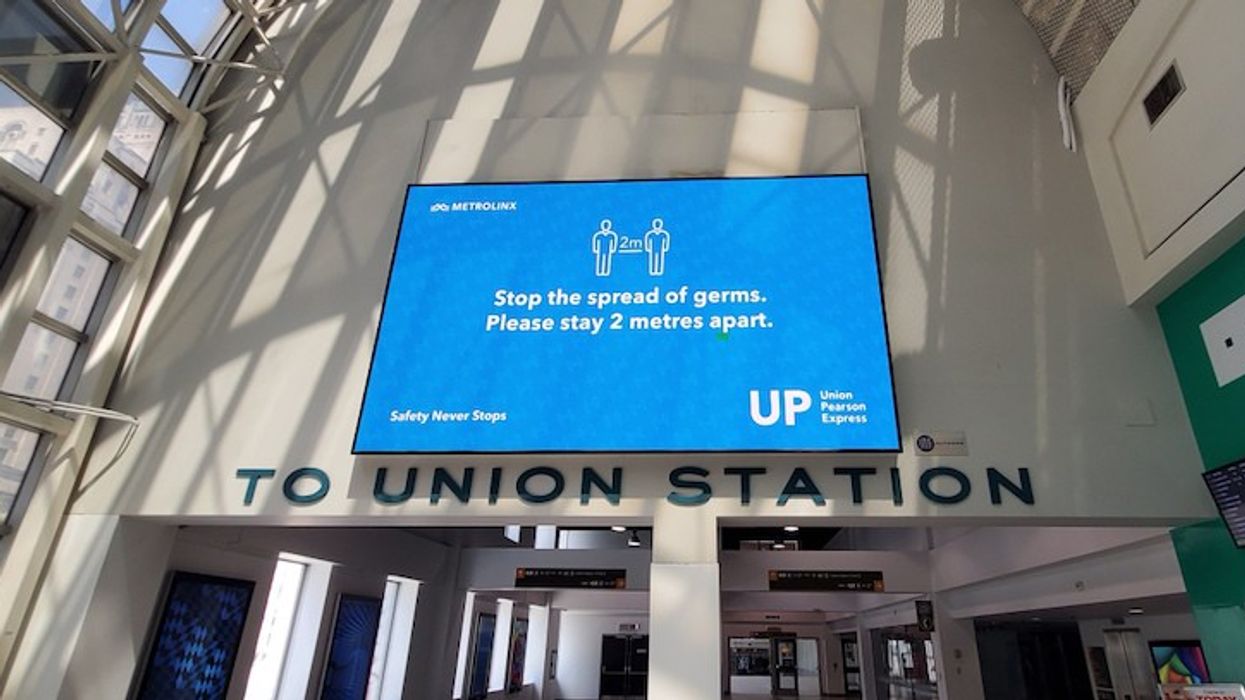 METROLINX
2m
Stop the spread of germs.
Please stay 2 metres apart.
Safety Never Stops
UP Union
Pearson
Express
TO UNION STATION
TODAY